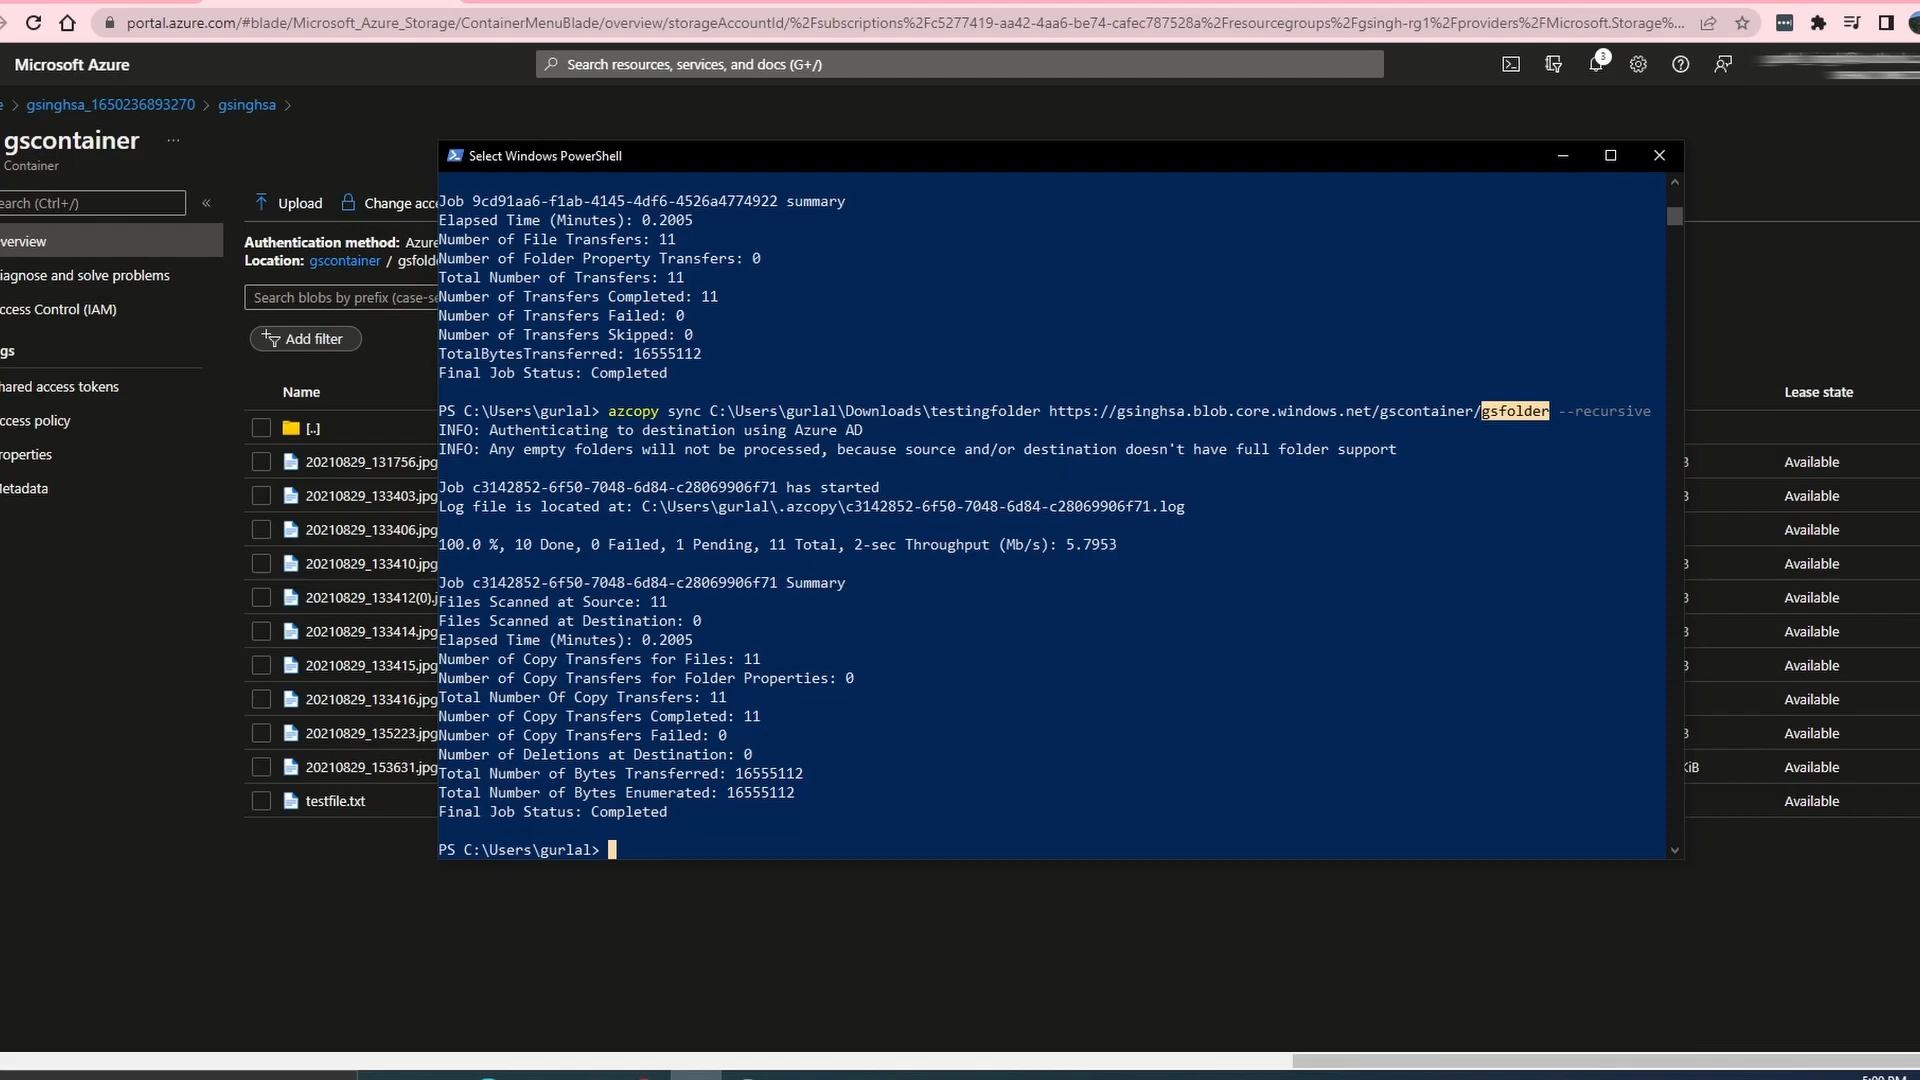 portal.azure.com/#blade/Microsoft_Azure_Storage/ContainerMenuBlade/overview/storageAccountId/%2Fsubscriptions%2Fc5277419-aa42-4aa6-be74-cafec787528a%2Fresourcegroups%2Fgsingh-rg1%2Fproviders%2FMicrosoft.Storage%...
Microsoft Azure
Search resources, services, and docs (G+/)
3
e > gsinghsa_1650236893270 > gsinghsa >
gscontainer ...
Container
earch (Ctrl+/) «
verview
iagnose and solve problems
ccess Control (IAM)
gs
hared access tokens
ccess policy
roperties
etadata
Upload Change acce
Authentication method: Azure
Location: gscontainer / gsfolde
Search blobs by prefix (case-se
Add filter
Name
[..]
20210829_131756.jpg
20210829_133403.jpg
20210829_133406.jpg
20210829_133410.jpg
20210829_133412(0).j
20210829_133414.jpg
20210829_133415.jpg
20210829_133416.jpg
20210829_135223.jpg
20210829_153631.jpg
testfile.txt
Select Windows PowerShell
Job 9cd91aa6-f1ab-4145-4df6-4526a4774922 summary
Elapsed Time (Minutes): 0.2005
Number of File Transfers: 11
Number of Folder Property Transfers: 0
Total Number of Transfers: 11
Number of Transfers Completed: 11
Number of Transfers Failed: 0
Number of Transfers Skipped: 0
TotalBytesTransferred: 16555112
Final Job Status: Completed
PS C:\Users\gurlal> azcopy sync C:\Users\gurlal\Downloads\testingfolder https://gsinghsa.blob.core.windows.net/gscontainer/gsfolder --recursive
INFO: Authenticating to destination using Azure AD
INFO: Any empty folders will not be processed, because source and/or destination doesn't have full folder support
Job c3142852-6f50-7048-6d84-c28069906f71 has started
Log file is located at: C:\Users\gurlal\.azcopy\c3142852-6f50-7048-6d84-c28069906f71.log
100.0 %, 10 Done, 0 Failed, 1 Pending, 11 Total, 2-sec Throughput (Mb/s): 5.7953
Job c3142852-6f50-7048-6d84-c28069906f71 Summary
Files Scanned at Source: 11
Files Scanned at Destination: 0
Elapsed Time (Minutes): 0.2005
Number of Copy Transfers for Files: 11
Number of Copy Transfers for Folder Properties: 0
Total Number Of Copy Transfers: 11
Number of Copy Transfers Completed: 11
Number of Copy Transfers Failed: 0
Number of Deletions at Destination: 0
Total Number of Bytes Transferred: 16555112
Total Number of Bytes Enumerated: 16555112
Final Job Status: Completed
PS C:\Users\gurlal>
Lease state
Available
Available
Available
Available
Available
Available
Available
Available
Available
KiB Available
Available